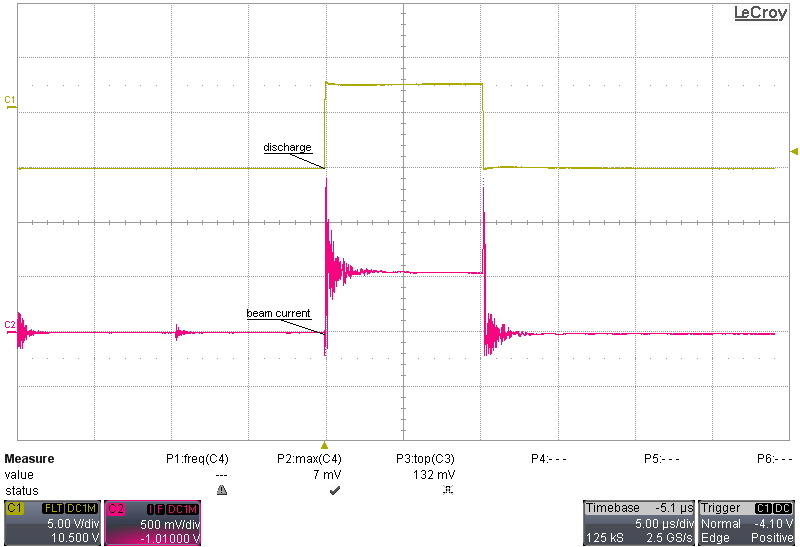 LeCroy
C1
discharge
beam current
C2
Measure P1:freq(C4) P2:max(C4) P3:top(C3) P4:- - - P5:- - - P6:- - -
value --- 7 mV 132 mV
status
C1 FLT DC1M
5.00 V/div
10.500 V
C2 I F DC1M
500 mV/div
-1.01000 V
Timebase -5.1 µs
5.00 µs/div
125 kS 2.5 GS/s
Trigger C1 DC
Normal -4.10 V
Edge Positive